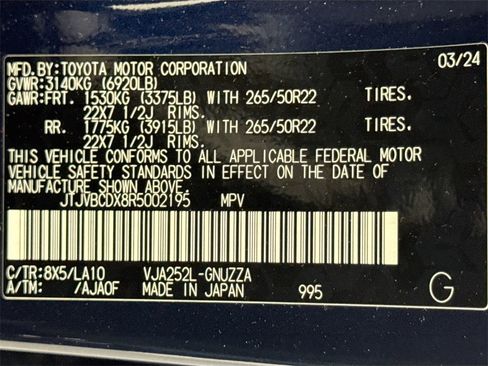 MFD.BY:TOYOTA MOTOR CORPORATION 03/24
GVWR:3140KG (6920LB)
GAWR:FRT. 1530KG (3375LB) WITH 265/50R22 TIRES.
22X7 1/2J RIMS.
RR. 1775KG (3915LB) WITH 265/50R22 TIRES.
22X7 1/2J RIMS.
THIS VEHICLE CONFORMS TO ALL APPLICABLE FEDERAL MOTOR
VEHICLE SAFETY STANDARDS IN EFFECT ON THE DATE OF
MANUFACTURE SHOWN ABOVE.
JTJVBCDX8R5002195 MPV
C/TR:8X5/LA10 VJA252L-GNUZZA
A/TM: /AJA0F MADE IN JAPAN 995 G